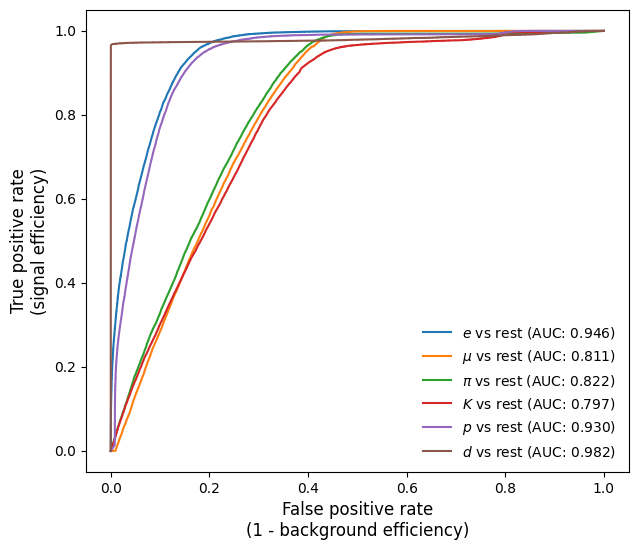 1.0
0.8
0.6
0.4
0.2
0.0
True positive rate
(signal efficiency)
e vs rest (AUC: 0.946)
μ vs rest (AUC: 0.811)
π vs rest (AUC: 0.822)
K vs rest (AUC: 0.797)
p vs rest (AUC: 0.930)
d vs rest (AUC: 0.982)
0.0 0.2 0.4 0.6 0.8 1.0
False positive rate
(1 - background efficiency)